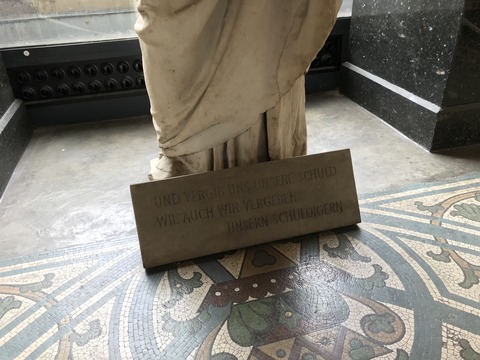 UND VERGIB UNS UNSERE SCHULD
WIE AUCH WIR VERGEBEN
UNSERN SCHULDIGERN